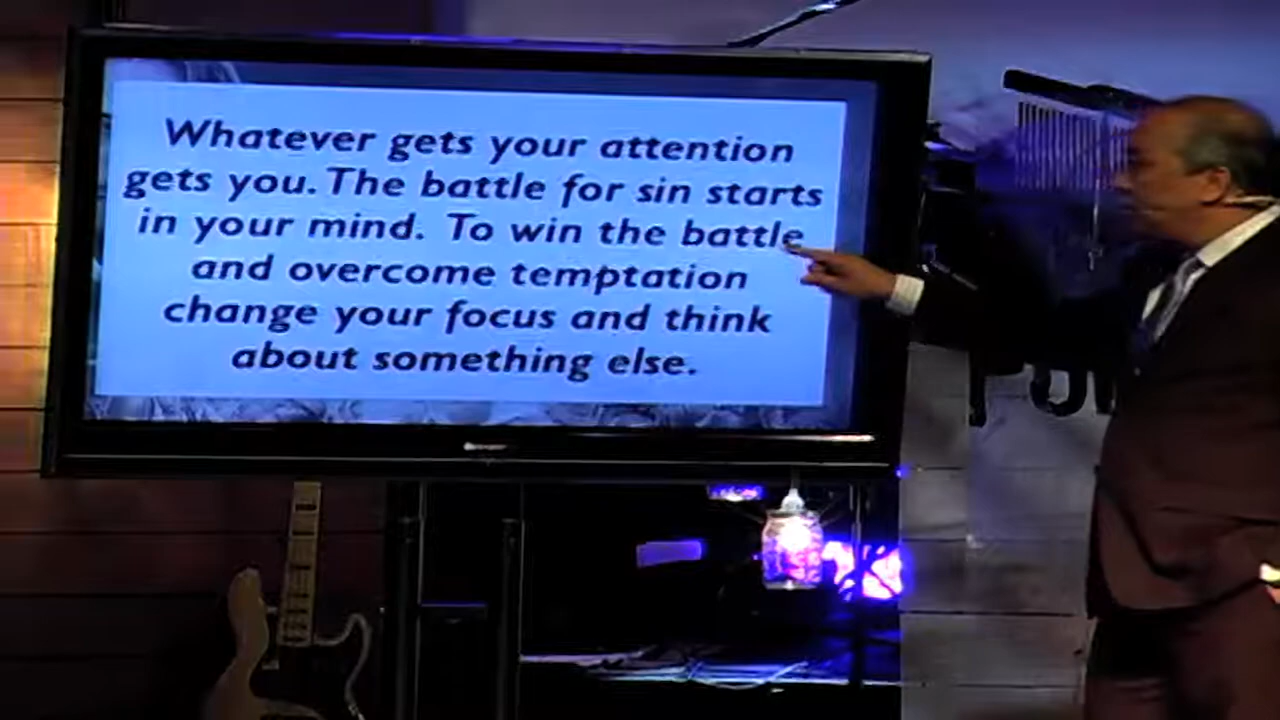 Whatever gets your attention
gets you. The battle for sin starts
in your mind. To win the battle
and overcome temptation
change your focus and think
about something else.